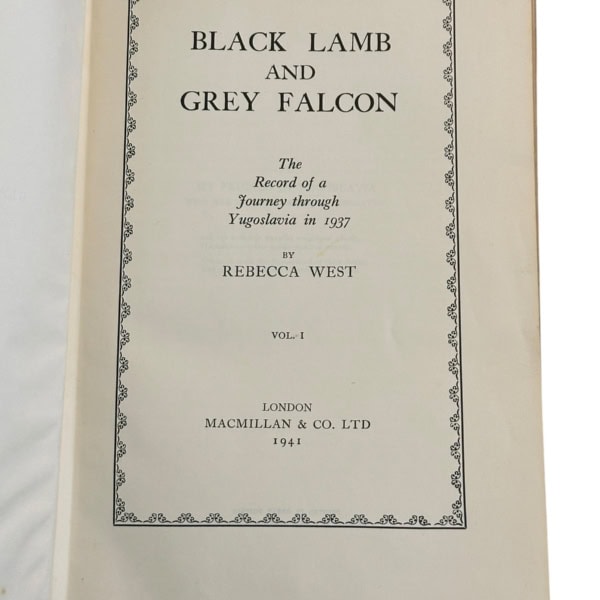 BLACK LAMB
AND
GREY FALCON
The
Record of a
Journey through
Yugoslavia in 1937
BY
REBECCA WEST
VOL. I
LONDON
MACMILLAN & CO. LTD
1941